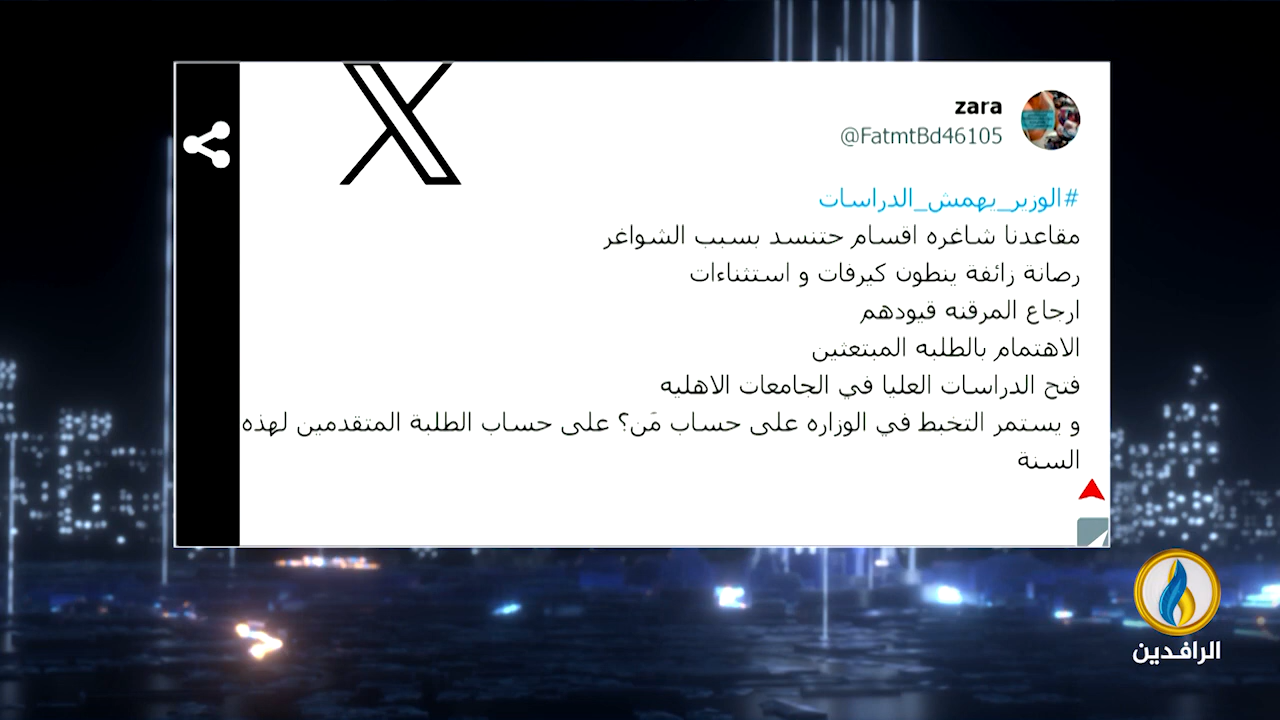 zara
@FatmtBd46105
#الوزير_يهمش_الدراسات
مقاعدنا شاغره اقسام حتنسد بسبب الشواغر
رصانة زائفة ينطون كيرفات و استثناءات
ارجاع المرقنه قيودهم
الاهتمام بالطلبه المبتعثين
فتح الدراسات العليا في الجامعات الاهليه
و يستمر التخبط في الوزاره على حساب مَن؟ على حساب الطلبة المتقدمين لهذه
السنة
الرافدين